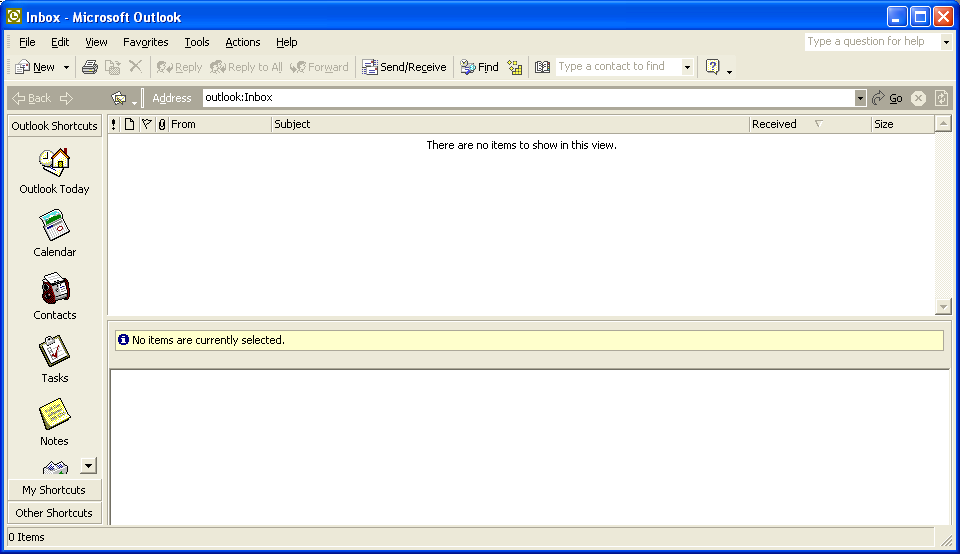 Inbox - Microsoft Outlook
File Edit View Favorites Tools Actions Help Type a question for help
New Reply Reply to All Forward Send/Receive Find Type a contact to find
Back Address outlook:Inbox Go
Outlook Shortcuts
From Subject Received Size
There are no items to show in this view.
Outlook Today
Calendar
Contacts
No items are currently selected.
Tasks
Notes
My Shortcuts
Other Shortcuts
0 Items